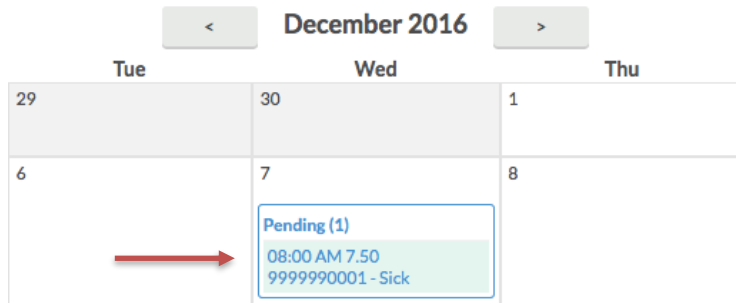 < December 2016 >
Tue Wed Thu
29 30 1
6 7 8
Pending (1)
08:00 AM 7.50
9999990001 - Sick